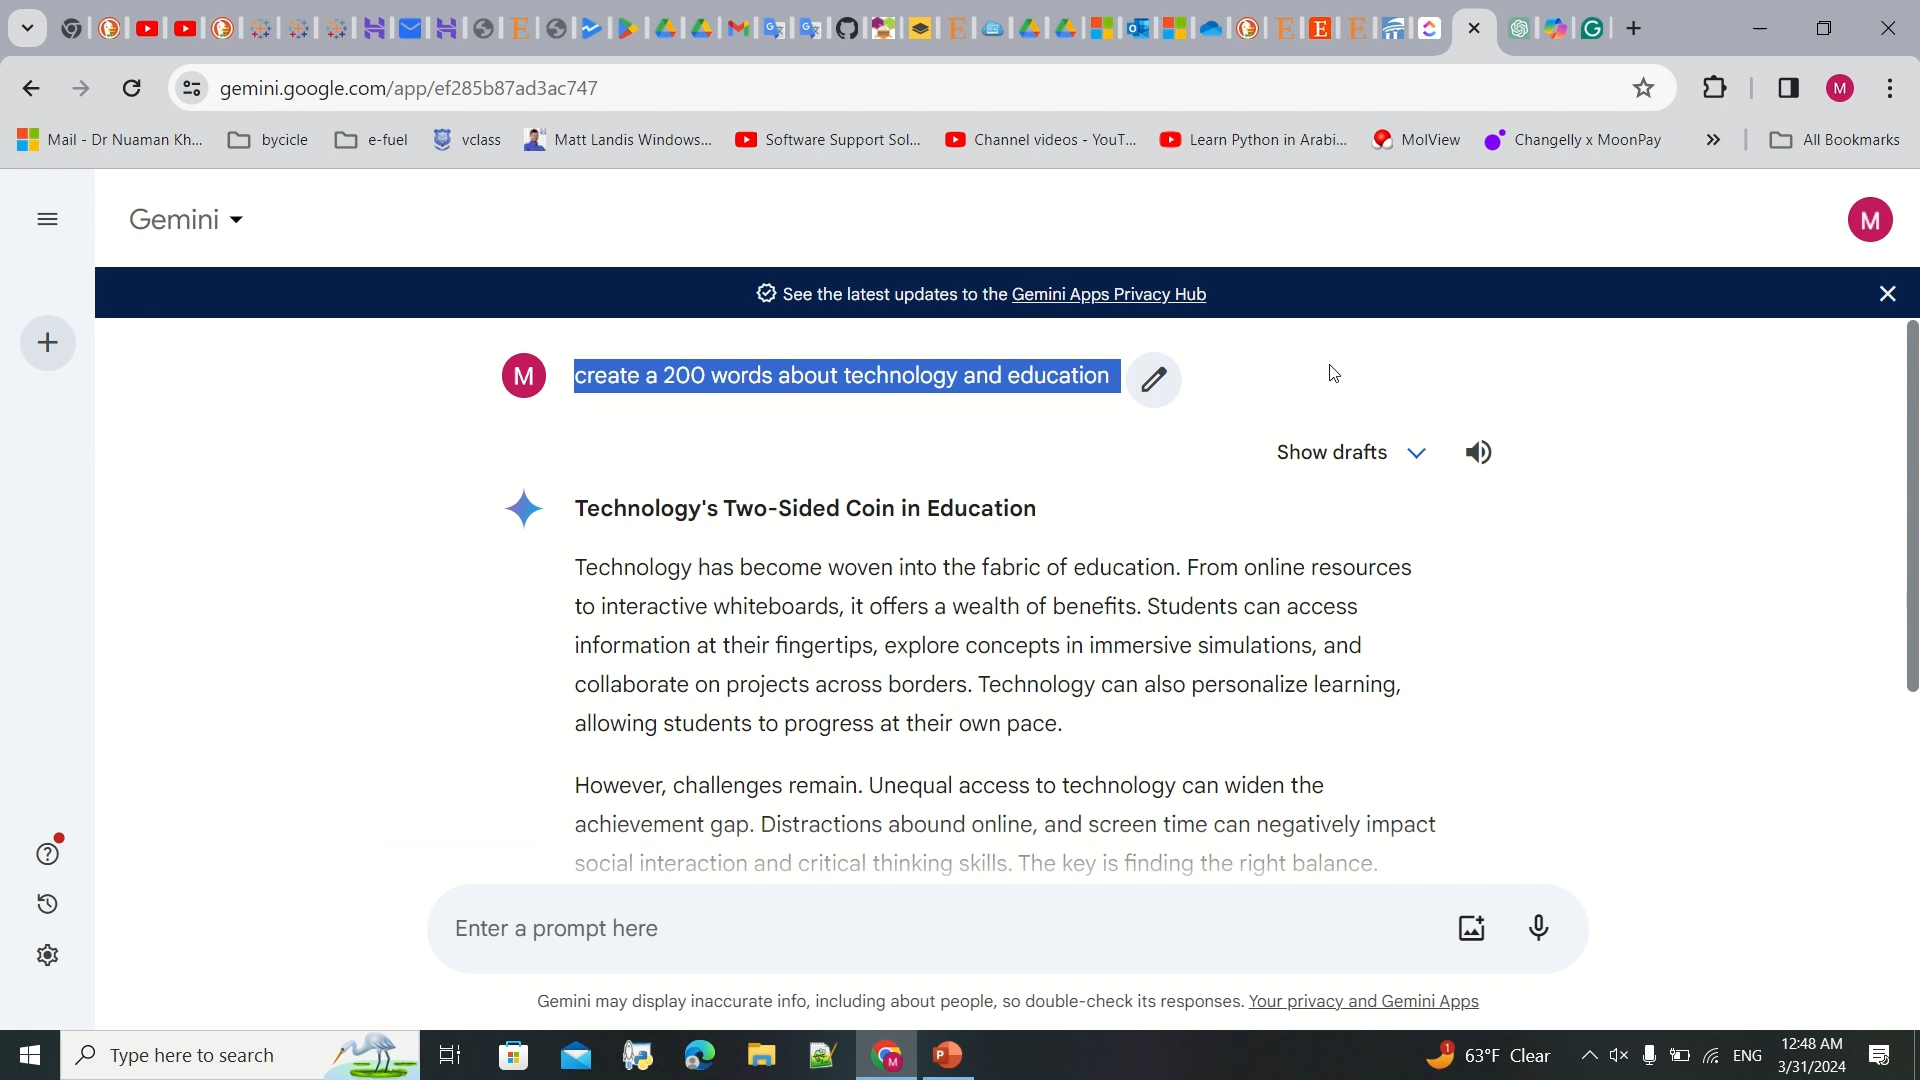 gemini.google.com/app/ef285b87ad3ac747
M
Mail - Dr Nuaman Kh...
bycicle
e-fuel
vclass
Matt Landis Windows...
Software Support Sol...
Channel videos - YouT...
Learn Python in Arabi...
MolView
Changelly x MoonPay
»
All Bookmarks
Gemini
M
See the latest updates to the Gemini Apps Privacy Hub
M
create a 200 words about technology and education
Show drafts
Technology's Two-Sided Coin in Education
Technology has become woven into the fabric of education. From online resources
to interactive whiteboards, it offers a wealth of benefits. Students can access
information at their fingertips, explore concepts in immersive simulations, and
collaborate on projects across borders. Technology can also personalize learning,
allowing students to progress at their own pace.
However, challenges remain. Unequal access to technology can widen the
achievement gap. Distractions abound online, and screen time can negatively impact
social interaction and critical thinking skills. The key is finding the right balance.
Enter a prompt here
Gemini may display inaccurate info, including about people, so double-check its responses. Your privacy and Gemini Apps
Type here to search
1
63°F Clear
ENG
12:48 AM
3/31/2024